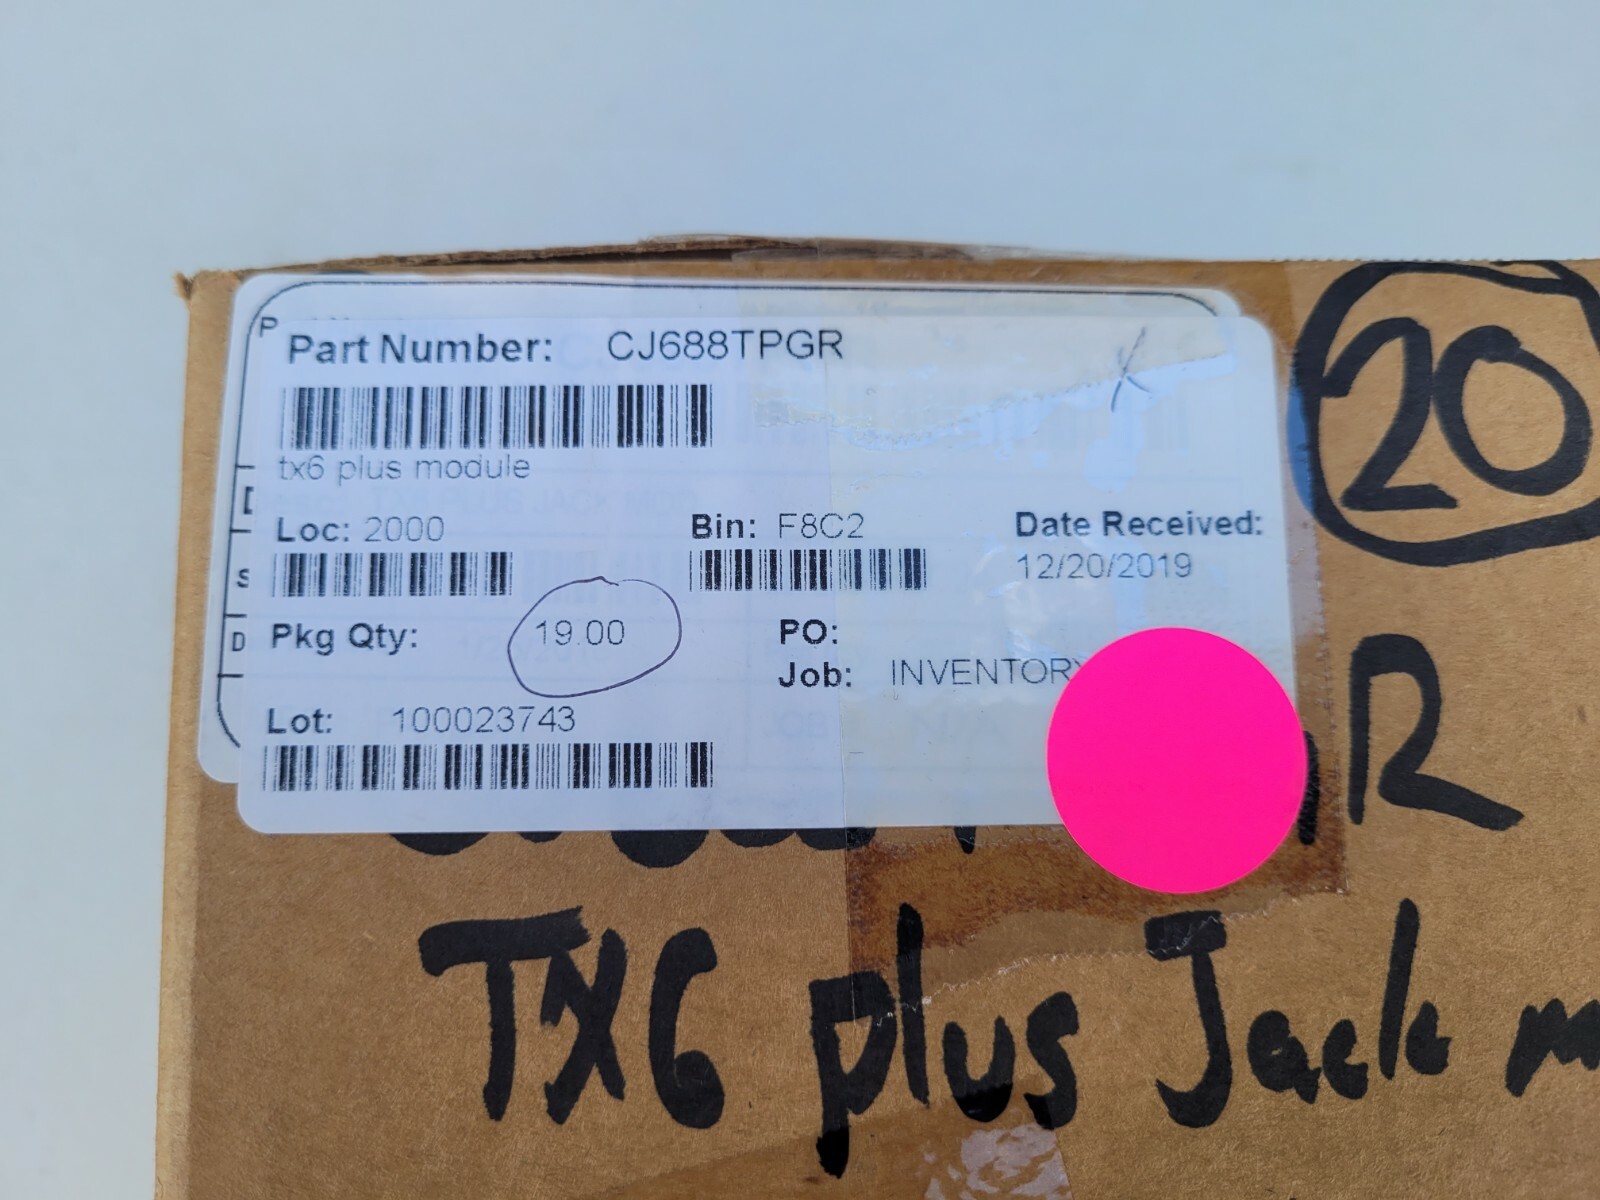 Part Number: CJ688TPGR
20
tx6 plus module
Loc: 2000 Bin: F8C2 Date Received:
12/20/2019
Pkg Qty: 19.00 PO:
Job: INVENTORY
Lot: 100023743
R
TX6 plus Jack m